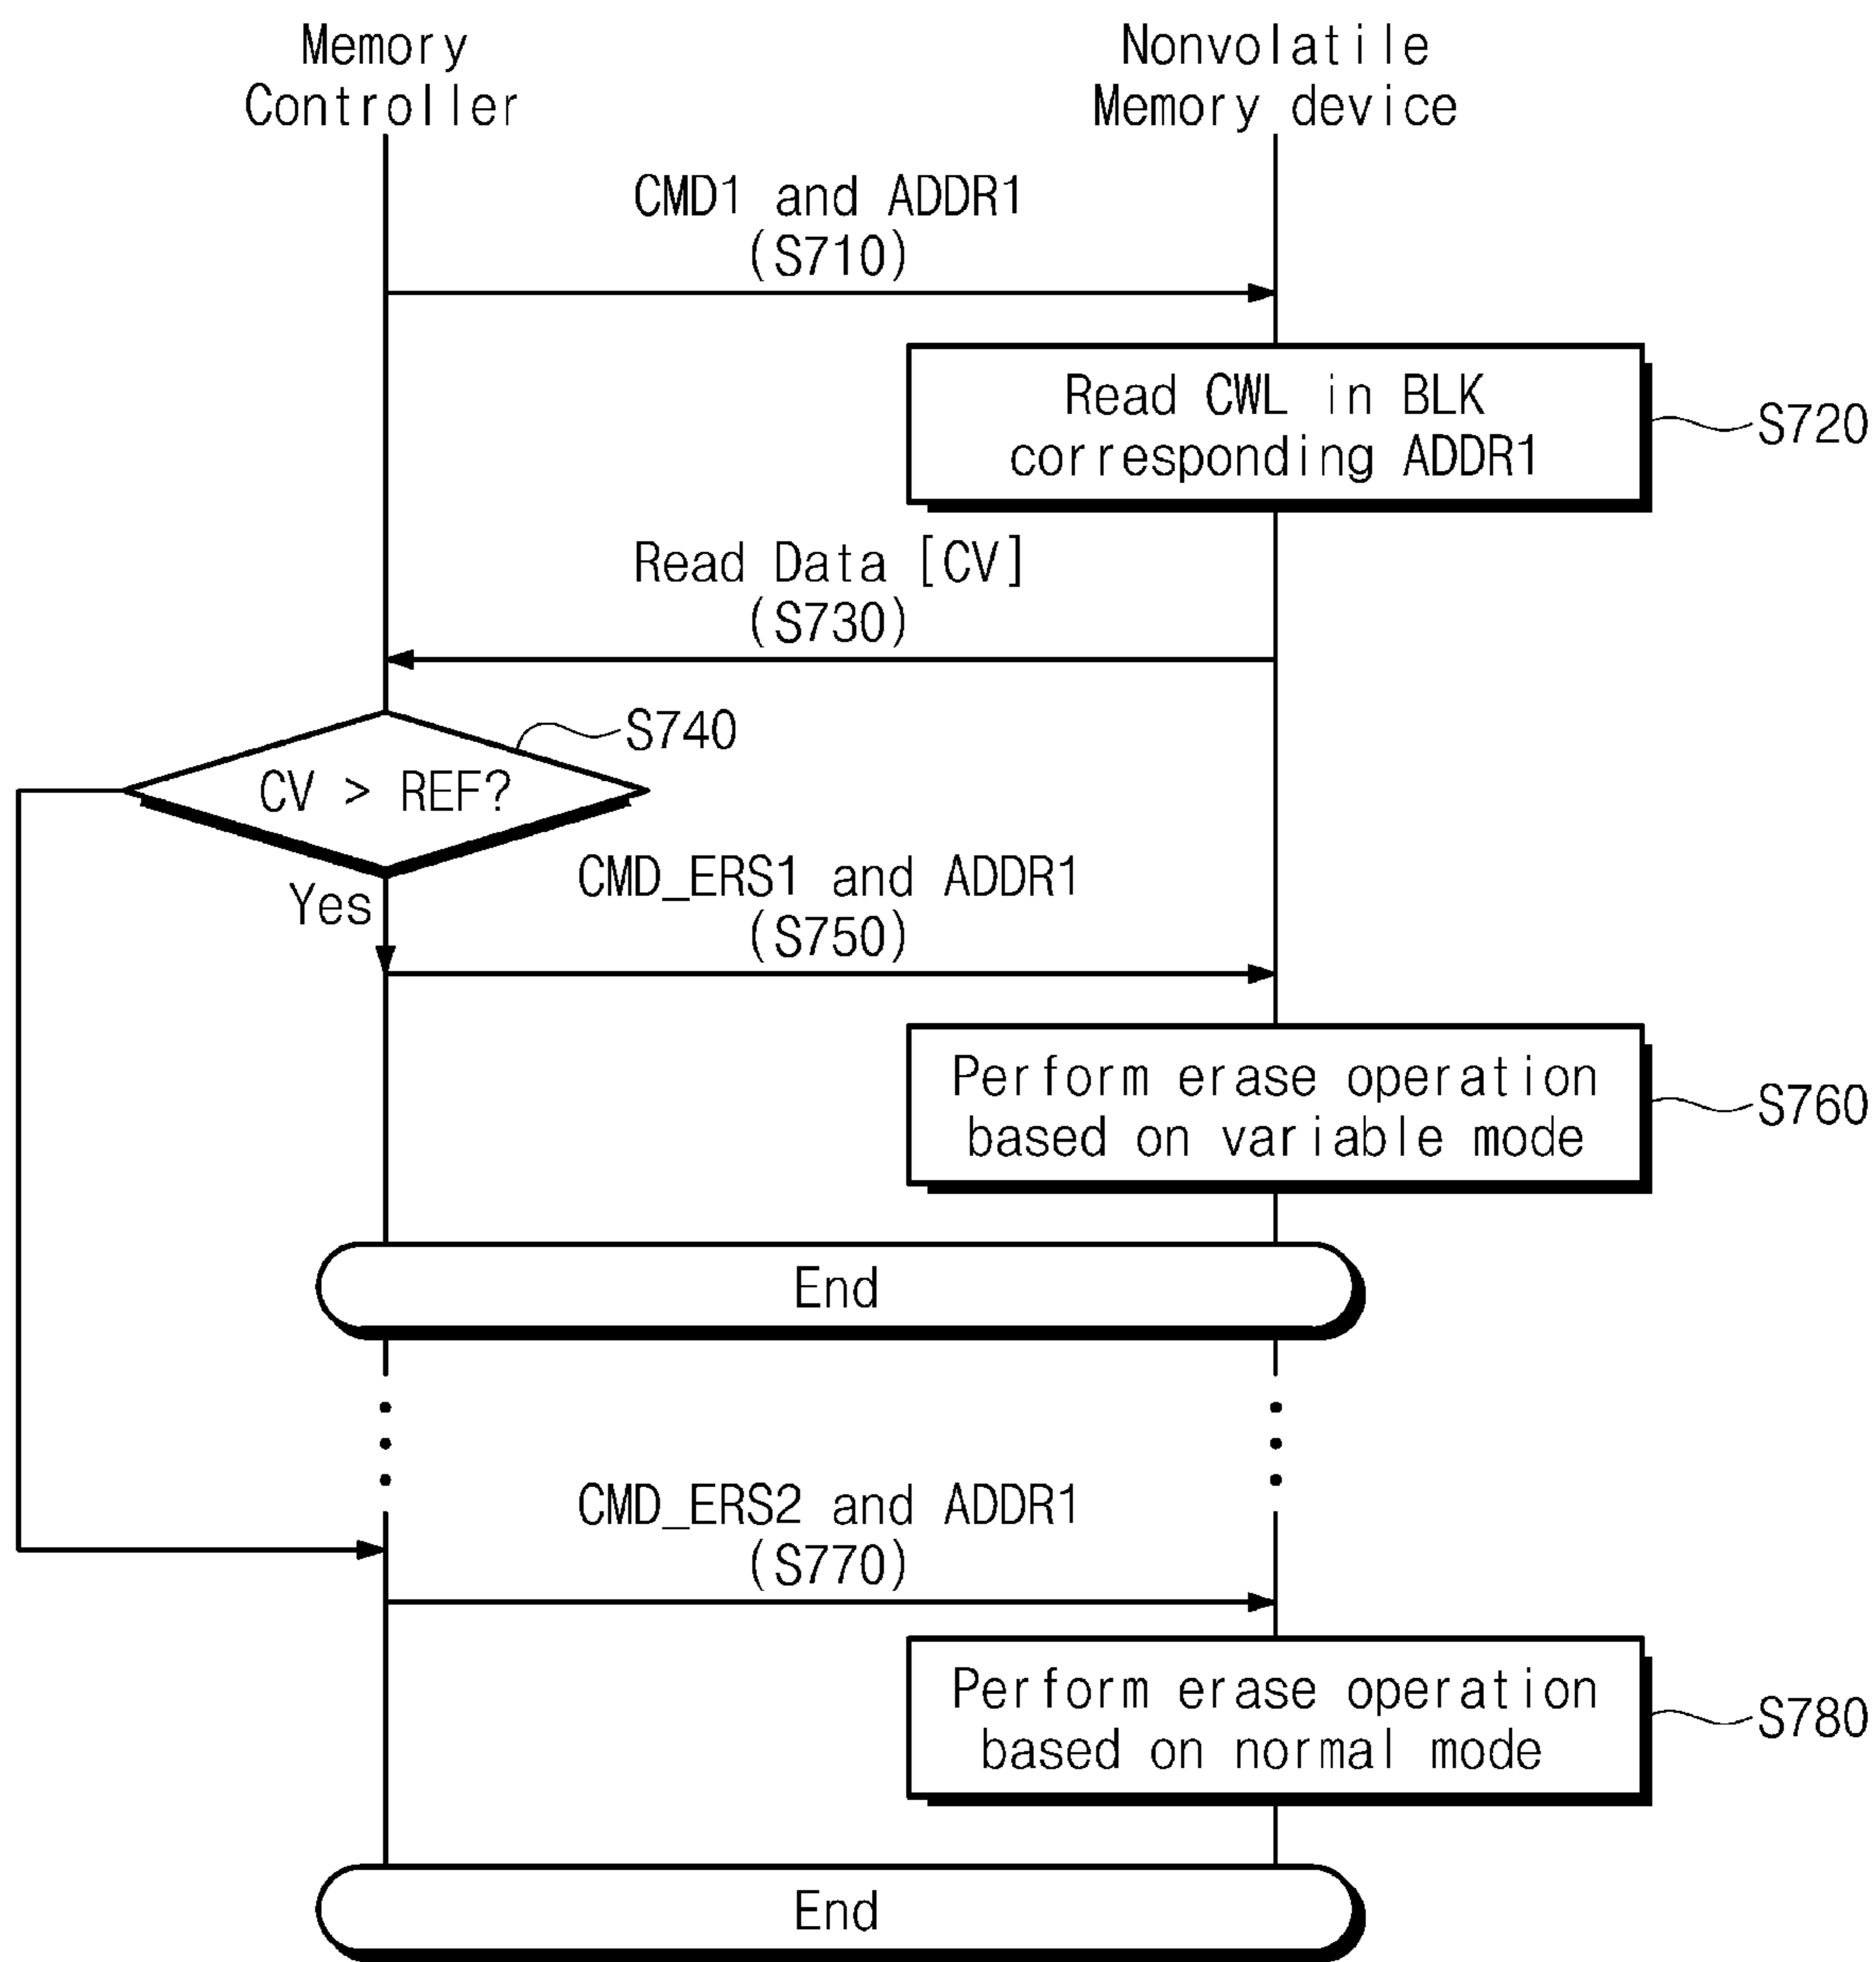 Memory
Controller
Nonvolatile
Memory device
CMD1 and ADDR1
(S710)
Read CWL in BLK
corresponding ADDR1
S720
Read Data [CV]
(S730)
S740
CV > REF?
Yes
CMD_ERS1 and ADDR1
(S750)
Perform erase operation
based on variable mode
S760
End
CMD_ERS2 and ADDR1
(S770)
Perform erase operation
based on normal mode
S780
End